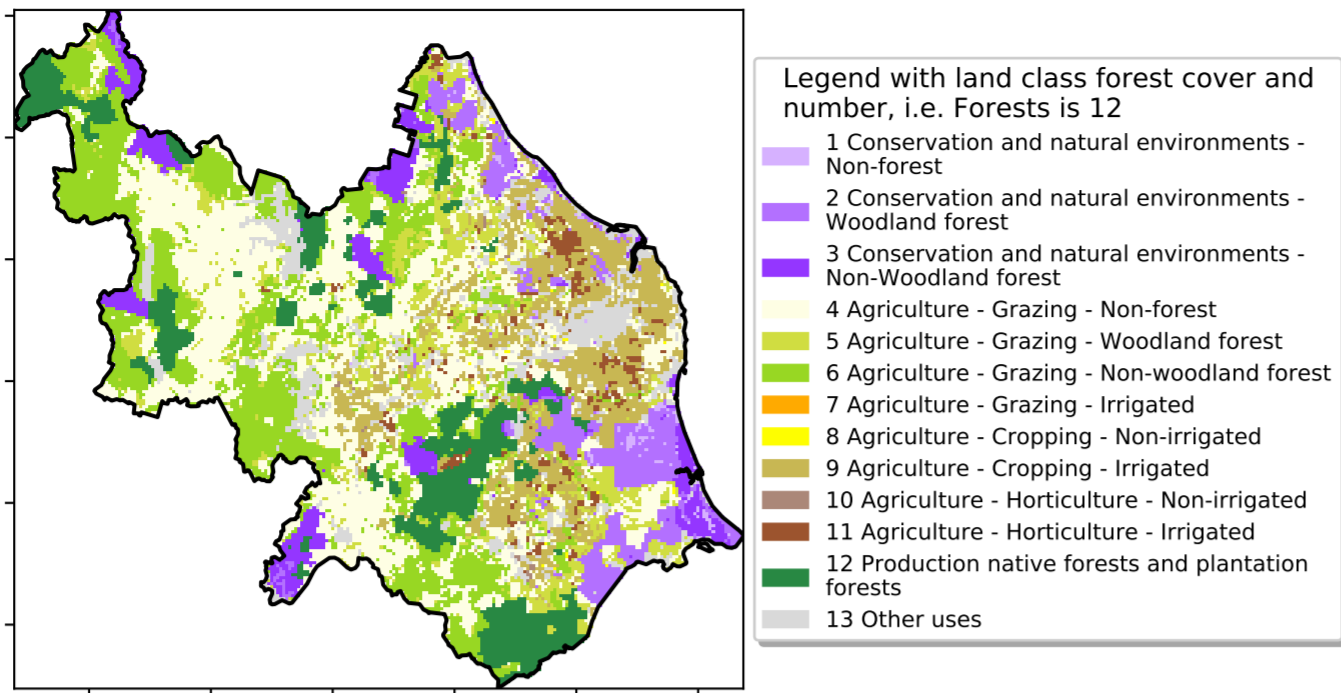 Legend with land class forest cover and
number, i.e. Forests is 12
1 Conservation and natural environments -
Non-forest
2 Conservation and natural environments -
Woodland forest
3 Conservation and natural environments -
Non-Woodland forest
4 Agriculture - Grazing - Non-forest
5 Agriculture - Grazing - Woodland forest
6 Agriculture - Grazing - Non-woodland forest
7 Agriculture - Grazing - Irrigated
8 Agriculture - Cropping - Non-irrigated
9 Agriculture - Cropping - Irrigated
10 Agriculture - Horticulture - Non-irrigated
11 Agriculture - Horticulture - Irrigated
12 Production native forests and plantation
forests
13 Other uses